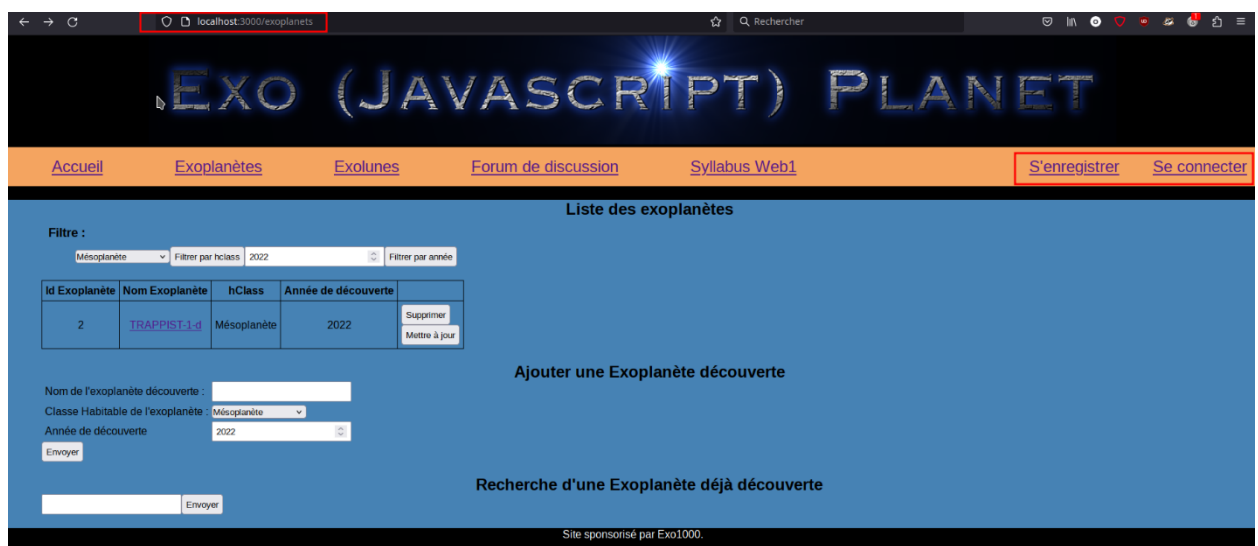 localhost:3000/exoplanets
Rechercher
Exo (Javascript) Planet
Accueil Exoplanètes Exolunes Forum de discussion Syllabus Web1 S'enregistrer Se connecter
Liste des exoplanètes
Filtre :
Mésoplanète Filtrer par hclass 2022 Filtrer par année
Id Exoplanète Nom Exoplanète hClass Année de découverte
2 TRAPPIST-1-d Mésoplanète 2022 Supprimer
Mettre à jour
Ajouter une Exoplanète découverte
Nom de l'exoplanète découverte :
Classe Habitable de l'exoplanète : Mésoplanète
Année de découverte 2022
Envoyer
Recherche d'une Exoplanète déjà découverte
Envoyer
Site sponsorisé par Exo1000.